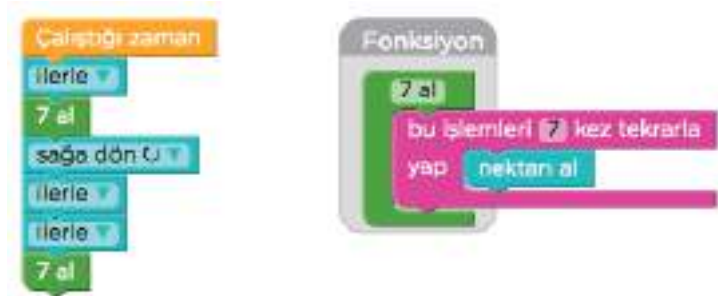 Çalıştığı zaman
ilerle
7 al
sağa dön ↻
ilerle
ilerle
7 al
Fonksiyon
7 al
bu işlemleri 7 kez tekrarla
yap nektarı al